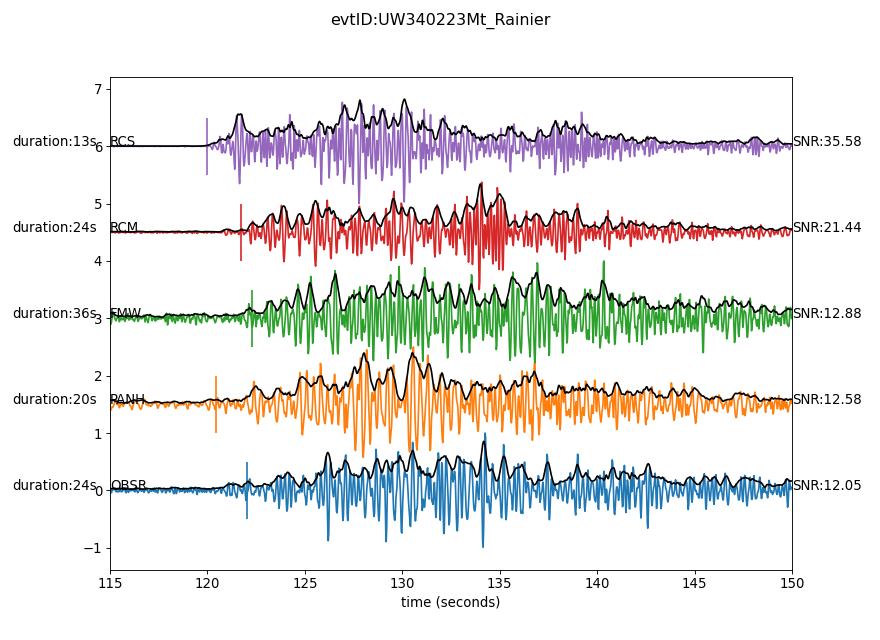 evtID:UW340223Mt_Rainier
7
duration:13s 6 RCS SNR:35.58
5
duration:24s RCM SNR:21.44
4
duration:36s 3 FMW SNR:12.88
2
duration:20s PANH SNR:12.58
1
duration:24s 0 OBSR SNR:12.05
−1
115 120 125 130 135 140 145 150
time (seconds)